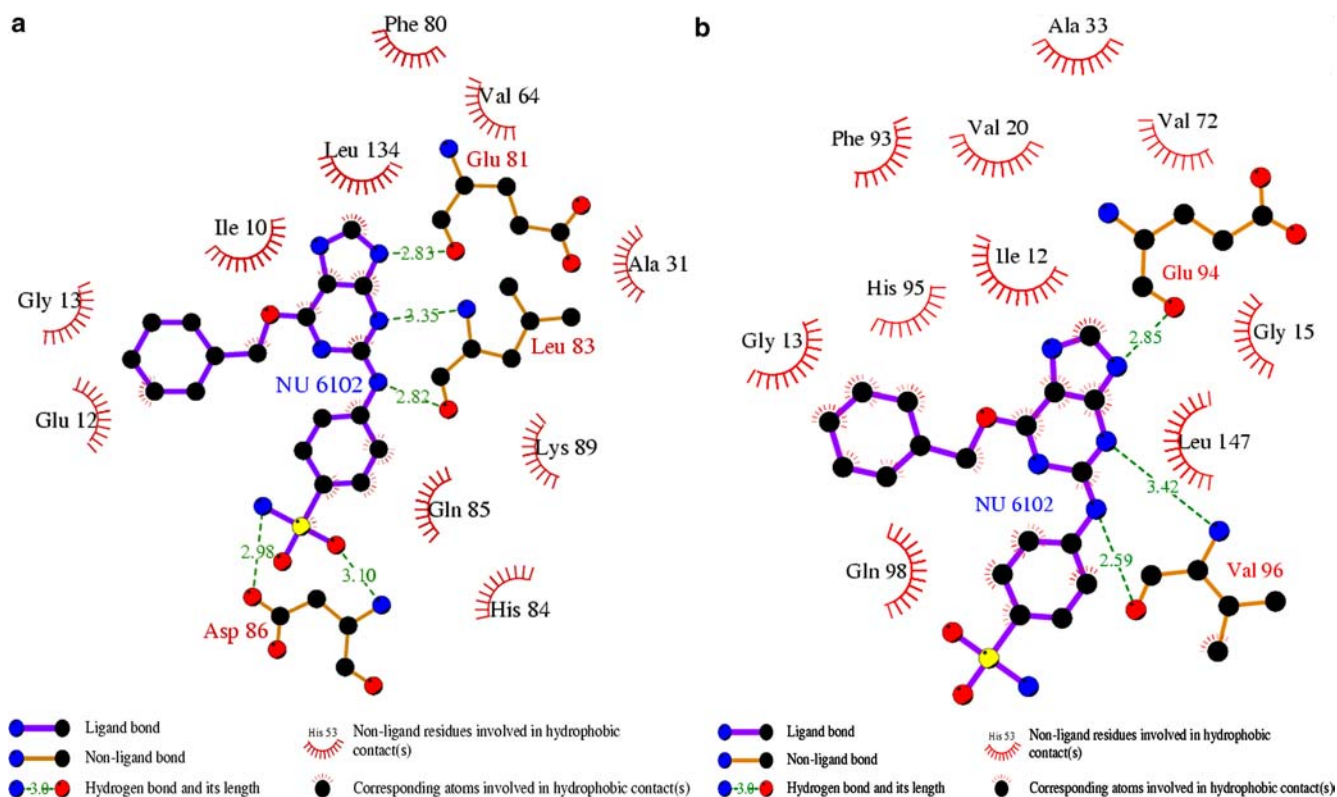 a
Phe 80
Val 64
Leu 134
Glu 81
Ile 10
2.83
Ala 31
Gly 13
3.35
Leu 83
NU 6102
2.82
Glu 12
Lys 89
Gln 85
2.98
3.10
His 84
Asp 86
Ligand bond
Non-ligand bond
3.0 Hydrogen bond and its length
His 53 Non-ligand residues involved in hydrophobic
contact(s)
Corresponding atoms involved in hydrophobic contact(s)
b
Ala 33
Val 72
Phe 93
Val 20
Ile 12
Glu 94
His 95
Gly 13
2.85
Gly 15
Leu 147
3.42
NU 6102
2.59
Gln 98
Val 96
Ligand bond
Non-ligand bond
3.0 Hydrogen bond and its length
His 53 Non-ligand residues involved in hydrophobic
contact(s)
Corresponding atoms involved in hydrophobic contact(s)